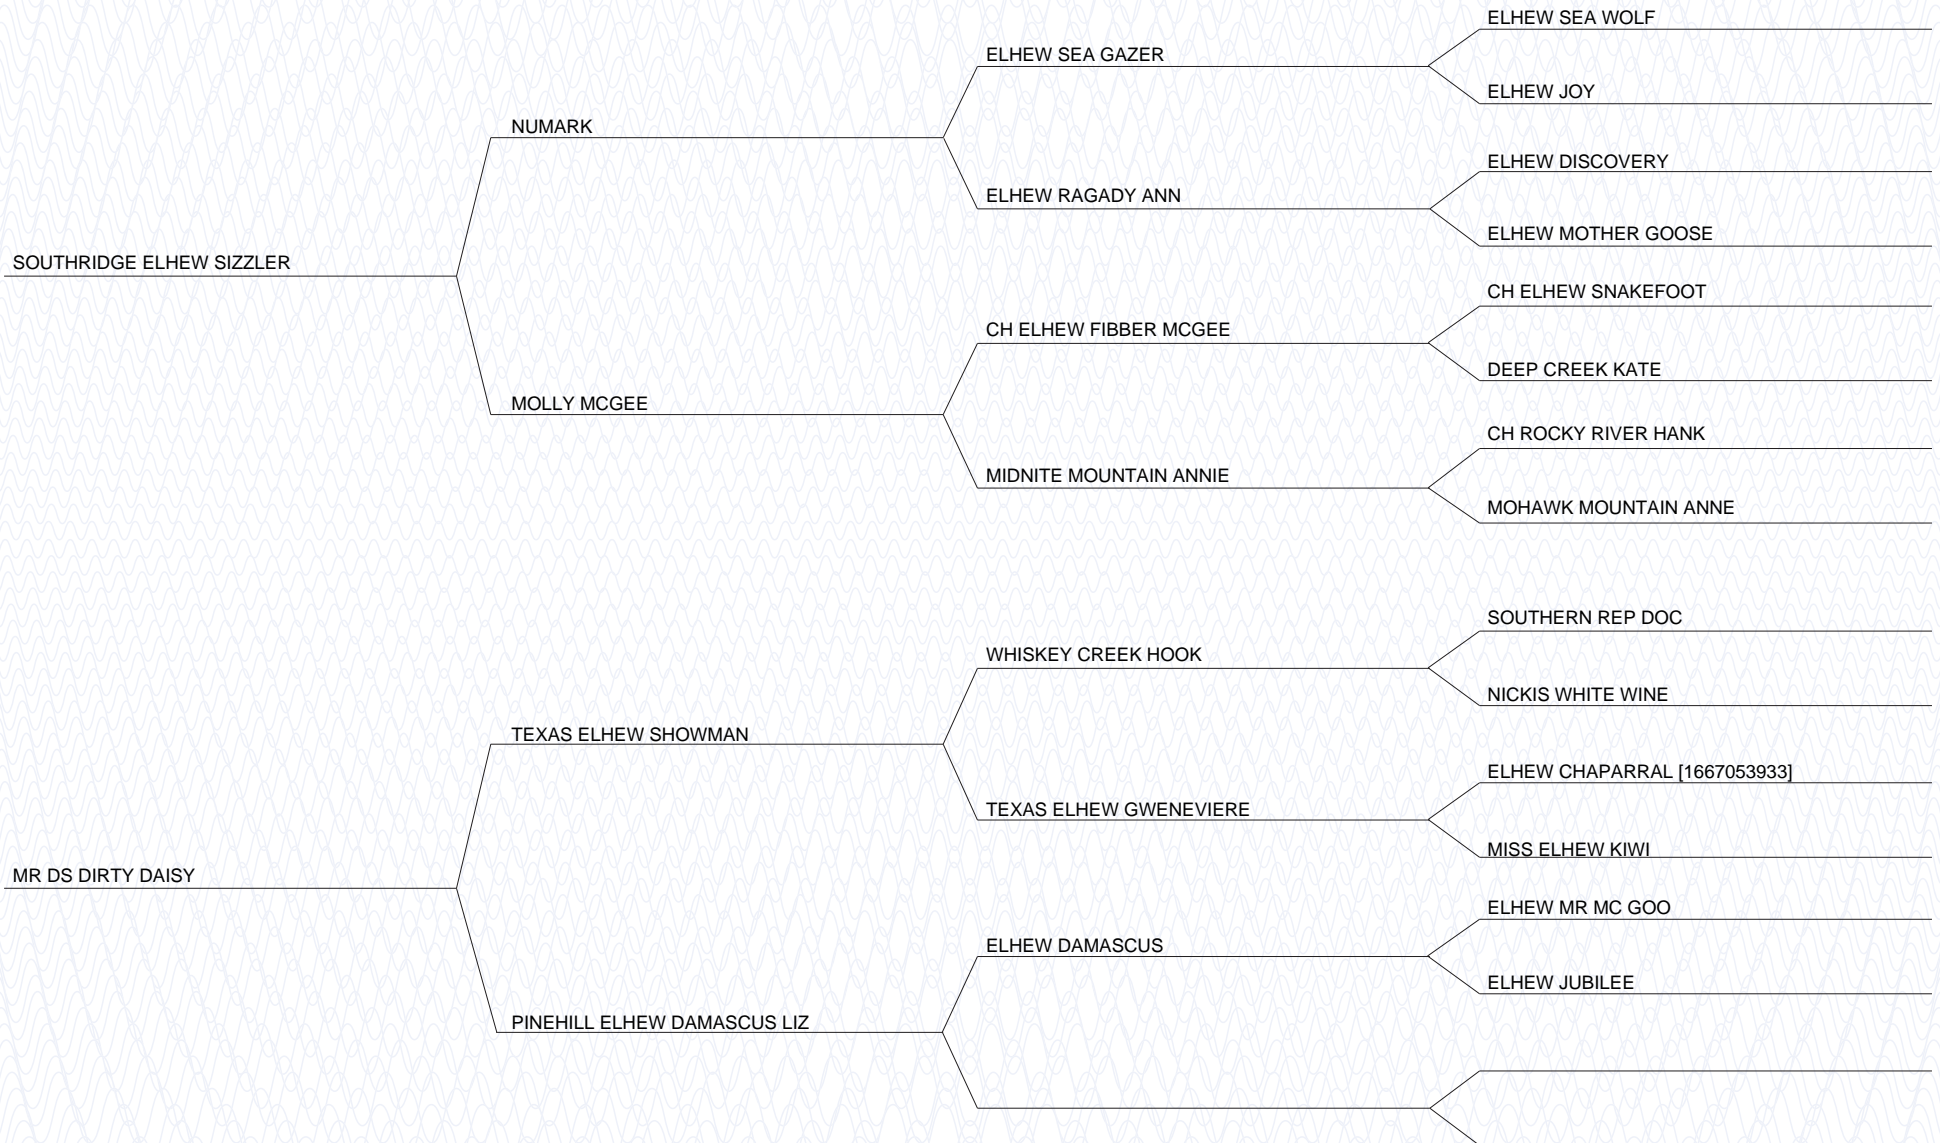 ELHEW SEA WOLF
ELHEW SEA GAZER
ELHEW JOY
NUMARK
ELHEW DISCOVERY
ELHEW RAGADY ANN
ELHEW MOTHER GOOSE
SOUTHRIDGE ELHEW SIZZLER
CH ELHEW SNAKEFOOT
CH ELHEW FIBBER MCGEE
DEEP CREEK KATE
MOLLY MCGEE
CH ROCKY RIVER HANK
MIDNITE MOUNTAIN ANNIE
MOHAWK MOUNTAIN ANNE
SOUTHERN REP DOC
WHISKEY CREEK HOOK
NICKIS WHITE WINE
TEXAS ELHEW SHOWMAN
ELHEW CHAPARRAL [1667053933]
TEXAS ELHEW GWENEVIERE
MISS ELHEW KIWI
MR DS DIRTY DAISY
ELHEW MR MC GOO
ELHEW DAMASCUS
ELHEW JUBILEE
PINEHILL ELHEW DAMASCUS LIZ